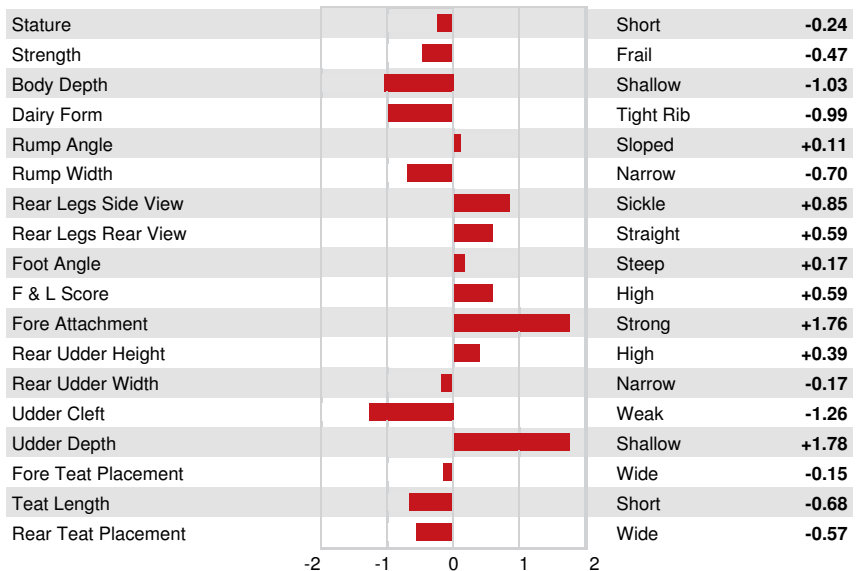 Stature Short -0.24
Strength Frail -0.47
Body Depth Shallow -1.03
Dairy Form Tight Rib -0.99
Rump Angle Sloped +0.11
Rump Width Narrow -0.70
Rear Legs Side View Sickle +0.85
Rear Legs Rear View Straight +0.59
Foot Angle Steep +0.17
F & L Score High +0.59
Fore Attachment Strong +1.76
Rear Udder Height High +0.39
Rear Udder Width Narrow -0.17
Udder Cleft Weak -1.26
Udder Depth Shallow +1.78
Fore Teat Placement Wide -0.15
Teat Length Short -0.68
Rear Teat Placement Wide -0.57
-2 -1 0 1 2